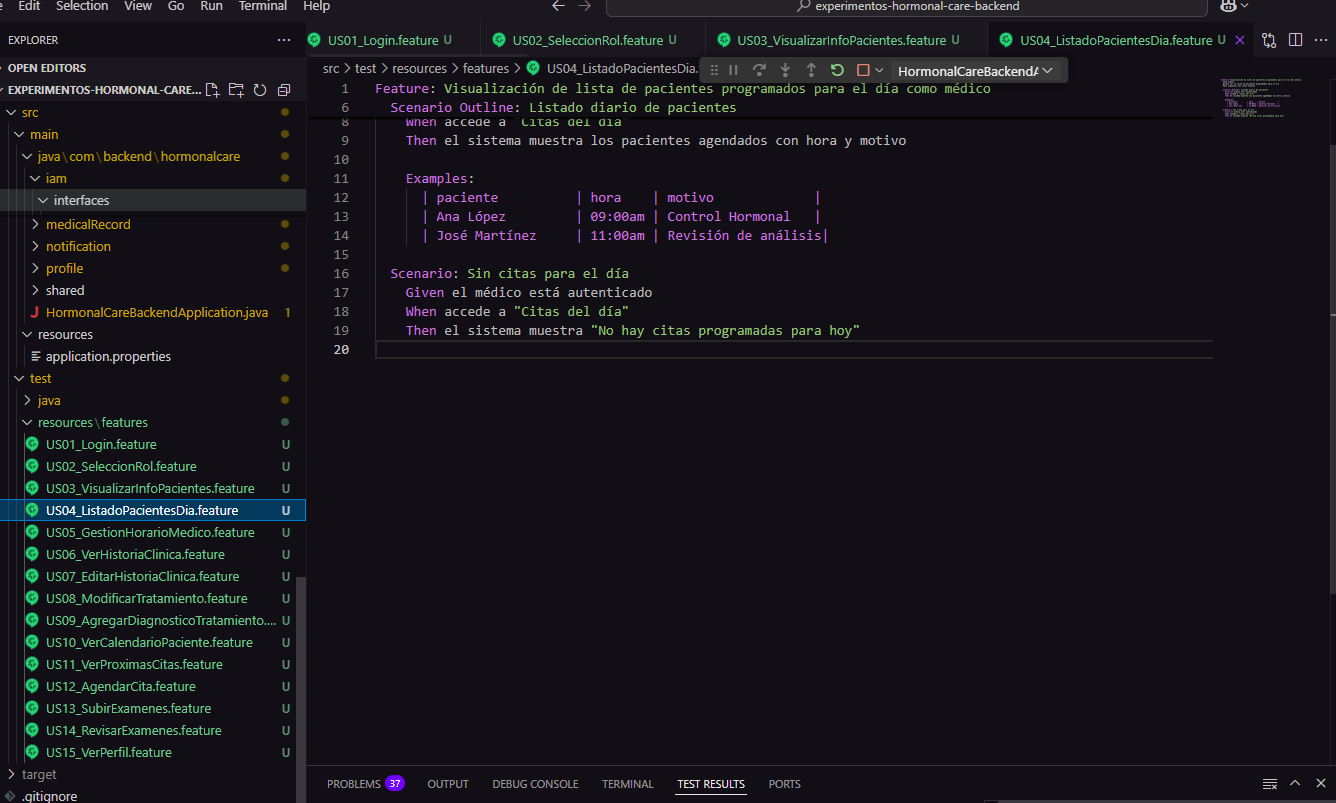 Edit Selection View Go Run Terminal Help
experimentos-hormonal-care-backend
EXPLORER
OPEN EDITORS
EXPERIMENTOS-HORMONAL-CARE...
src
main
java\com\backend\hormonalcare
iam
interfaces
medicalRecord
notification
profile
shared
J HormonalCareBackendApplication.java 1
resources
application.properties
test
java
resources\features
US01_Login.feature U
US02_SeleccionRol.feature U
US03_VisualizarInfoPacientes.feature U
US04_ListadoPacientesDia.feature U
US05_GestionHorarioMedico.feature U
US06_VerHistoriaClinica.feature U
US07_EditarHistoriaClinica.feature U
US08_ModificarTratamiento.feature U
US09_AgregarDiagnosticoTratamiento.... U
US10_VerCalendarioPaciente.feature U
US11_VerProximasCitas.feature U
US12_AgendarCita.feature U
US13_SubirExamenes.feature U
US14_RevisarExamenes.feature U
US15_VerPerfil.feature U
target
.gitignore
US01_Login.feature U
US02_SeleccionRol.feature U
US03_VisualizarInfoPacientes.feature U
US04_ListadoPacientesDia.feature U
src > test > resources > features > US04_ListadoPacientesDia.
HormonalCareBackendA
1 Feature: Visualización de lista de pacientes programados para el día como médico
6 Scenario Outline: Listado diario de pacientes
8 When accede a "Citas del día"
9 Then el sistema muestra los pacientes agendados con hora y motivo
10
11 Examples:
12 | paciente | hora | motivo |
13 | Ana López | 09:00am | Control Hormonal |
14 | José Martínez | 11:00am | Revisión de análisis|
15
16 Scenario: Sin citas para el día
17 Given el médico está autenticado
18 When accede a "Citas del día"
19 Then el sistema muestra "No hay citas programadas para hoy"
20
PROBLEMS 37 OUTPUT DEBUG CONSOLE TERMINAL TEST RESULTS PORTS